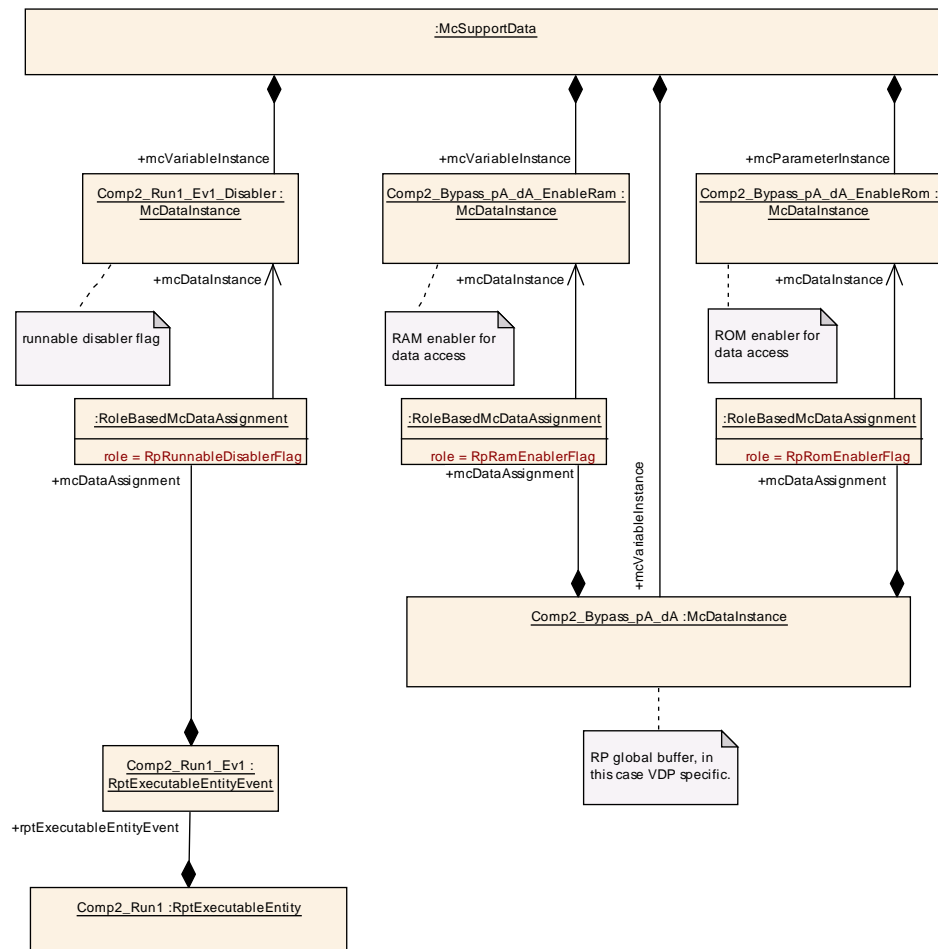 :McSupportData
+mcVariableInstance
+mcVariableInstance
+mcParameterInstance
Comp2_Run1_Ev1_Disabler :
McDataInstance
Comp2_Bypass_pA_dA_EnableRam :
McDataInstance
Comp2_Bypass_pA_dA_EnableRom :
McDataInstance
+mcDataInstance
+mcDataInstance
+mcDataInstance
runnable disabler flag
RAM enabler for
data access
ROM enabler for
data access
:RoleBasedMcDataAssignment
role = RpRunnableDisablerFlag
:RoleBasedMcDataAssignment
role = RpRamEnablerFlag
:RoleBasedMcDataAssignment
role = RpRomEnablerFlag
+mcDataAssignment
+mcDataAssignment
+mcDataAssignment
+mcVariableInstance
Comp2_Bypass_pA_dA :McDataInstance
RP global buffer, in
this case VDP specific.
Comp2_Run1_Ev1 :
RptExecutableEntityEvent
+rptExecutableEntityEvent
Comp2_Run1 :RptExecutableEntity